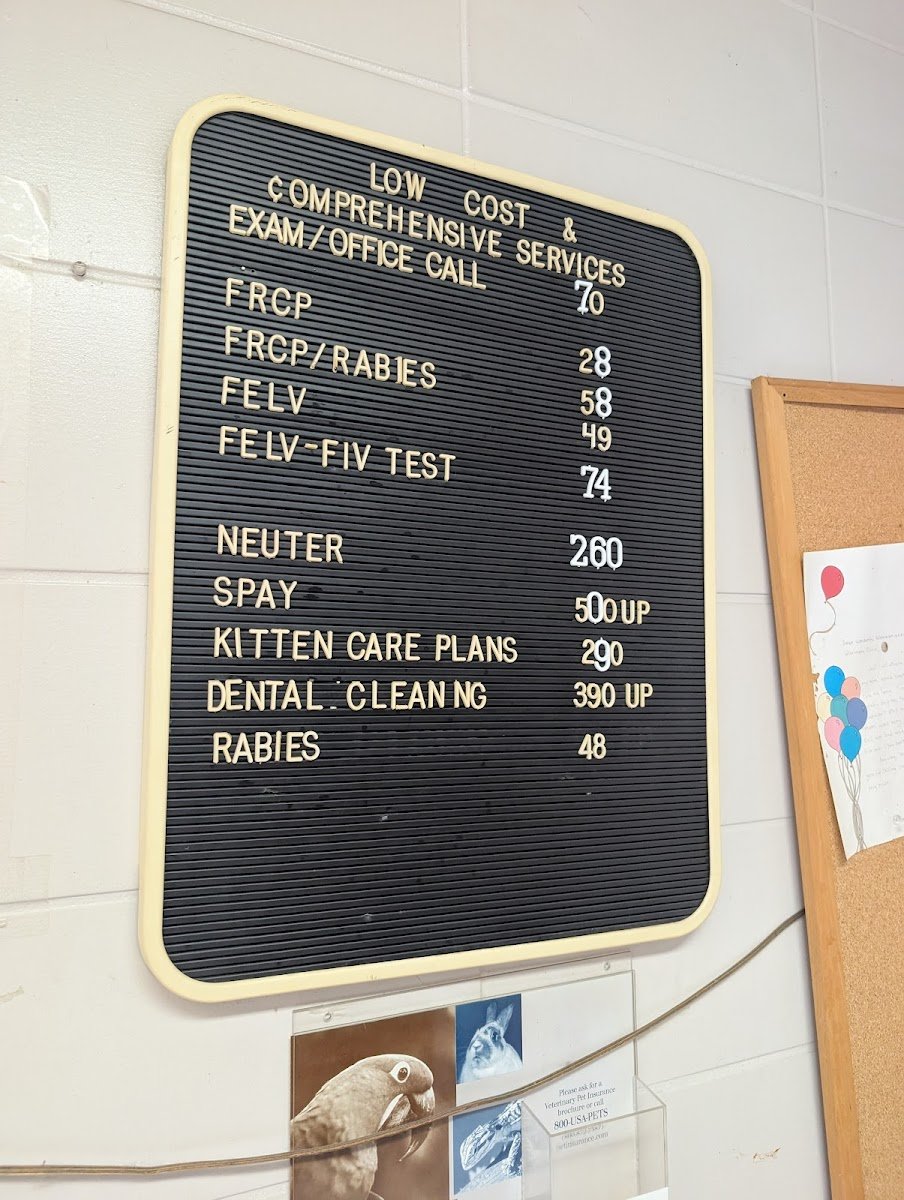 LOW COST &
COMPREHENSIVE SERVICES
EXAM/OFFICE CALL 70
FRCP 28
FRCP/RABIES 58
FELV 49
FELV-FIV TEST 74
NEUTER 260
SPAY 500 UP
KITTEN CARE PLANS 290
DENTAL CLEANING 390 UP
RABIES 48
Please ask for a
Veterinary Pet Insurance
brochure or call
800-USA-PETS